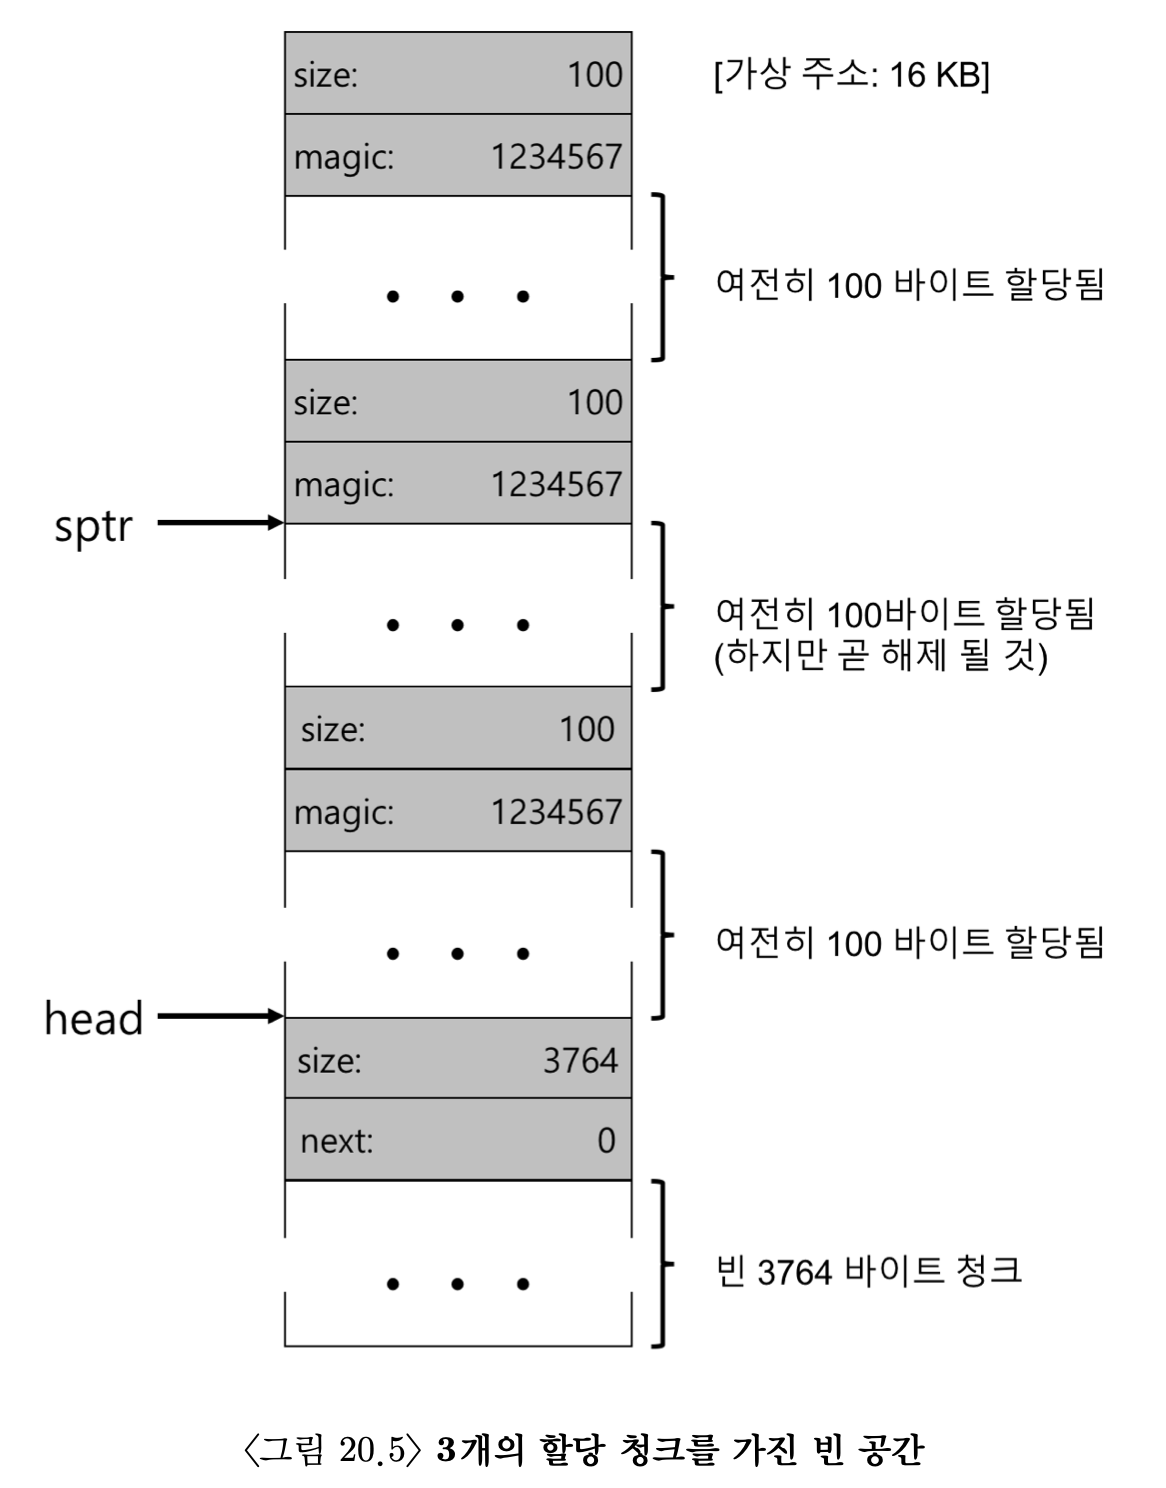 size: 100 [가상 주소: 16 KB]
magic: 1234567
여전히 100 바이트 할당됨
size: 100
magic: 1234567
sptr
여전히 100바이트 할당됨
(하지만 곧 해제 될 것)
size: 100
magic: 1234567
여전히 100 바이트 할당됨
head
size: 3764
next: 0
빈 3764 바이트 청크
〈그림 20.5〉 3개의 할당 청크를 가진 빈 공간